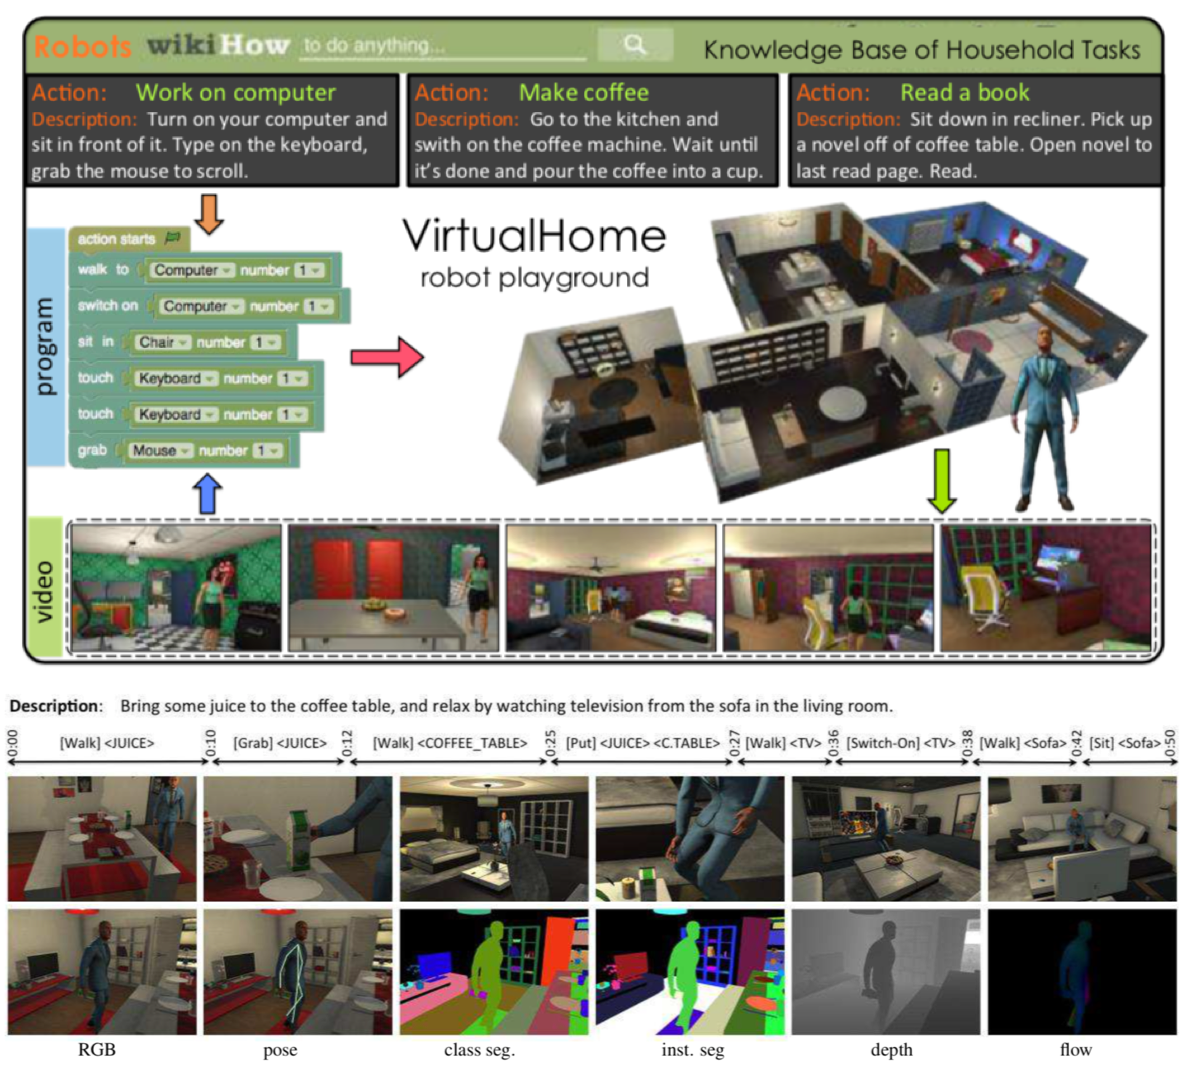 Robots wikiHow to do anything... Knowledge Base of Household Tasks
Action: Work on computer
Description: Turn on your computer and
sit in front of it. Type on the keyboard,
grab the mouse to scroll.
Action: Make coffee
Description: Go to the kitchen and
swith on the coffee machine. Wait until
it's done and pour the coffee into a cup.
Action: Read a book
Description: Sit down in recliner. Pick up
a novel off of coffee table. Open novel to
last read page. Read.
program
action starts
walk to Computer number 1
switch on Computer number 1
sit in Chair number 1
touch Keyboard number 1
touch Keyboard number 1
grab Mouse number 1
VirtualHome
robot playground
video
Description: Bring some juice to the coffee table, and relax by watching television from the sofa in the living room.
0:00 [Walk] <JUICE> 0:10 [Grab] <JUICE> 0:12 [Walk] <COFFEE_TABLE> 0:25 [Put] <JUICE> <C.TABLE> 0:27 [Walk] <TV> 0:36 [Switch-On] <TV> 0:38 [Walk] <Sofa> 0:42 [Sit] <Sofa> 0:50
RGB pose class seg. inst. seg depth flow